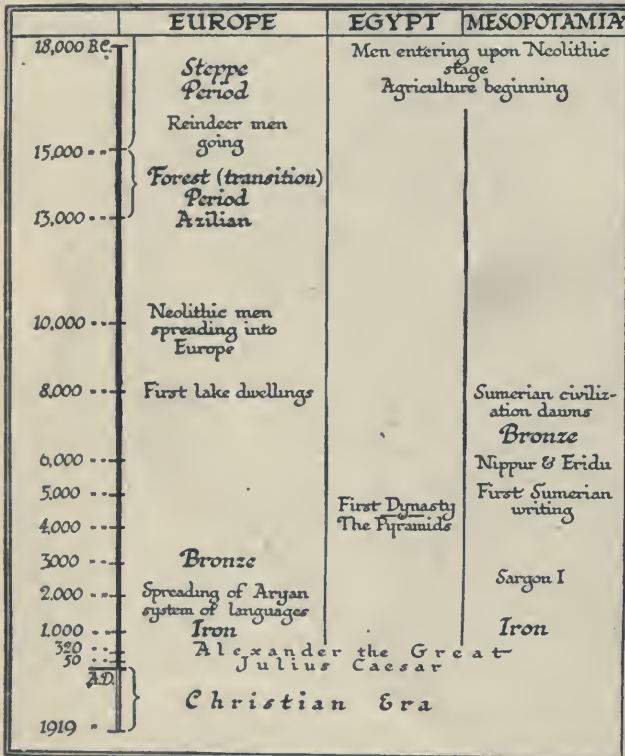 EUROPE EGYPT MESOPOTAMIA
18,000 B.C.
Steppe
Period
Men entering upon Neolithic
stage
Agriculture beginning
Reindeer men
going
15,000
Forest (transition)
Period
13,000 Azilian
10,000 Neolithic men
spreading into
Europe
8,000 First lake dwellings Sumerian civiliz-
ation dawns
Bronze
6,000 Nippur & Eridu
5,000 First Dynasty First Sumerian
writing
4,000 The Pyramids
3000 Bronze
Sargon I
2,000 Spreading of Aryan
system of languages
1,000 Iron Iron
320 Alexander the Great
50 Julius Caesar
A.D.
Christian Era
1919